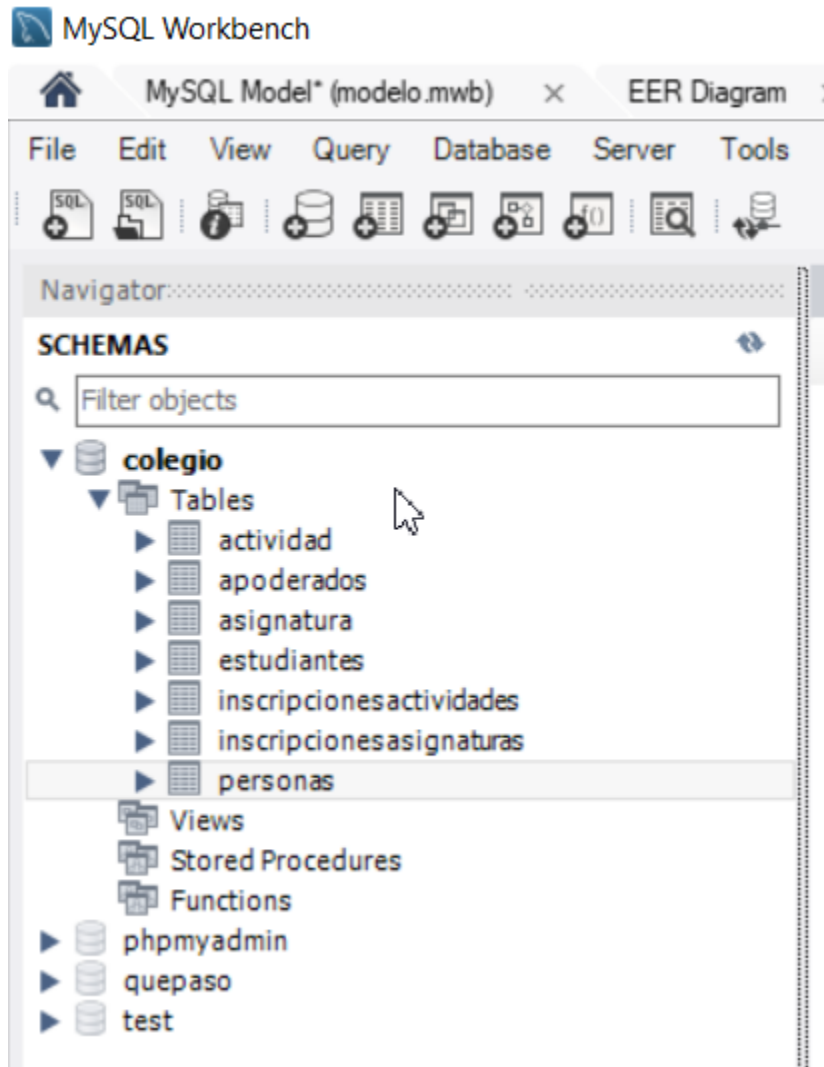 MySQL Workbench
MySQL Model* (modelo.mwb) × EER Diagram
File Edit View Query Database Server Tools
SQL SQL i f()
Navigator
SCHEMAS
Filter objects
colegio
Tables
actividad
apoderados
asignatura
estudiantes
inscripcionesactividades
inscripcionesasignaturas
personas
Views
Stored Procedures
Functions
phpmyadmin
quepaso
test